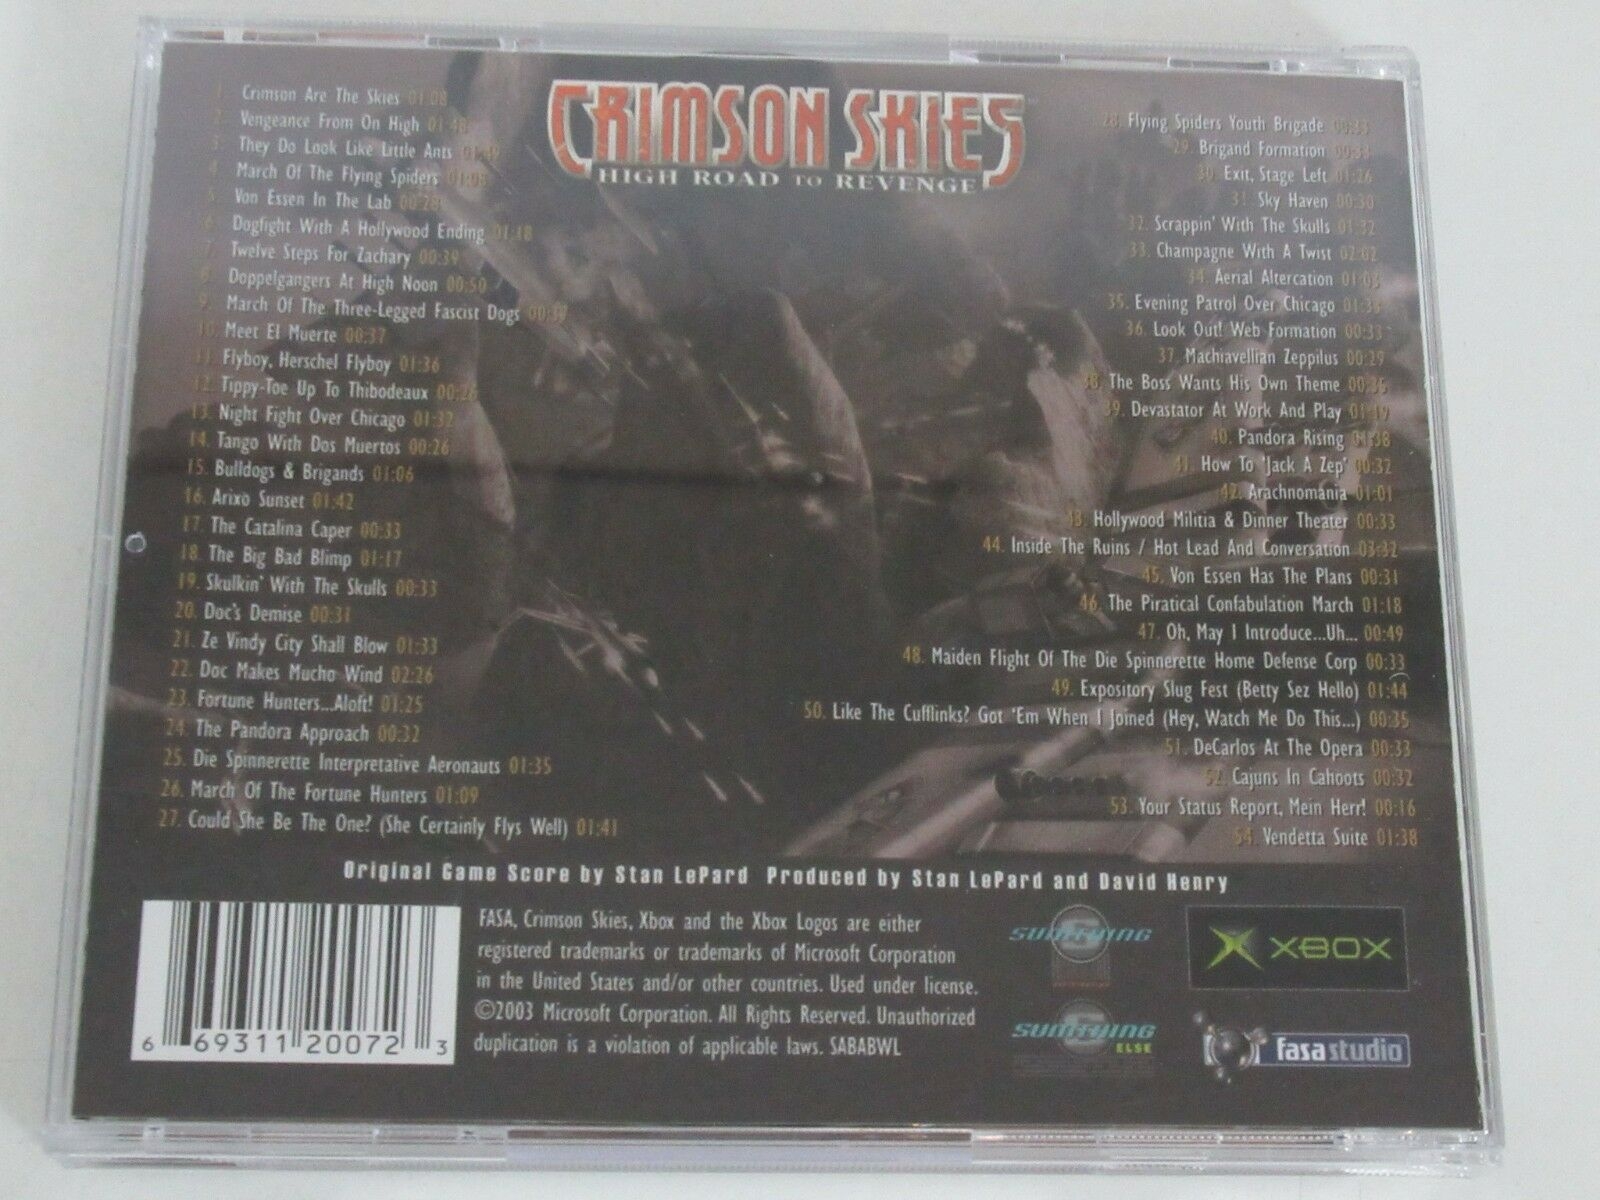 1. Crimson Are The Skies 01:08
2. Vengeance From On High 01:48
3. They Do Look Like Little Ants
4. March Of The Flying Spiders 01:08
5. Von Essen In The Lab 00:28
6. Dogfight With A Hollywood Ending 01:18
7. Twelve Steps For Zachary 00:39
8. Doppelgangers At High Noon 00:50
9. March Of The Three-Legged Fascist Dogs
10. Meet El Muerte 00:37
11. Flyboy, Herschel Flyboy 01:36
12. Tippy-Toe Up To Thibodeaux 00:26
13. Night Fight Over Chicago 01:32
14. Tango With Dos Muertos 00:26
15. Bulldogs & Brigands 01:06
16. Arixo Sunset 01:42
17. The Catalina Caper 00:33
18. The Big Bad Blimp 01:17
19. Skulkin' With The Skulls 00:33
20. Doc's Demise 00:31
21. Ze Vindy City Shall Blow 01:33
22. Doc Makes Mucho Wind 02:26
23. Fortune Hunters...Aloft! 01:25
24. The Pandora Approach 00:32
25. Die Spinnerette Interpretative Aeronauts 01:35
26. March Of The Fortune Hunters 01:09
27. Could She Be The One? (She Certainly Flys Well) 01:41
CRIMSON SKIES
HIGH ROAD TO REVENGE
28. Flying Spiders Youth Brigade 00:33
29. Brigand Formation 00:33
30. Exit, Stage Left 01:26
31. Sky Haven 00:30
32. Scrappin' With The Skulls 01:32
33. Champagne With A Twist 02:02
34. Aerial Altercation 01:03
35. Evening Patrol Over Chicago 01:33
36. Look Out! Web Formation 00:33
37. Machiavellian Zeppilus 00:29
38. The Boss Wants His Own Theme 00:35
39. Devastator At Work And Play 01:19
40. Pandora Rising 01:38
41. How To 'Jack A Zep' 00:32
42. Arachnomania 01:01
43. Hollywood Militia & Dinner Theater 00:33
44. Inside The Ruins / Hot Lead And Conversation 03:32
45. Von Essen Has The Plans 00:31
46. The Piratical Confabulation March 01:18
47. Oh, May I Introduce...Uh... 00:49
48. Maiden Flight Of The Die Spinnerette Home Defense Corp 00:33
49. Expository Slug Fest (Betty Sez Hello) 01:44
50. Like The Cufflinks? Got 'Em When I Joined (Hey, Watch Me Do This...) 00:35
51. DeCarlos At The Opera 00:33
52. Cajuns In Cahoots 00:32
53. Your Status Report, Mein Herr! 00:16
54. Vendetta Suite 01:38
Original Game Score by Stan LePard Produced by Stan LePard and David Henry
6 69311 20072 3
FASA, Crimson Skies, Xbox and the Xbox Logos are either
registered trademarks or trademarks of Microsoft Corporation
in the United States and/or other countries. Used under license.
©2003 Microsoft Corporation. All Rights Reserved. Unauthorized
duplication is a violation of applicable laws. SABABWL
SUMTHING
SUMTHING
ELSE
XBOX
fasastudio